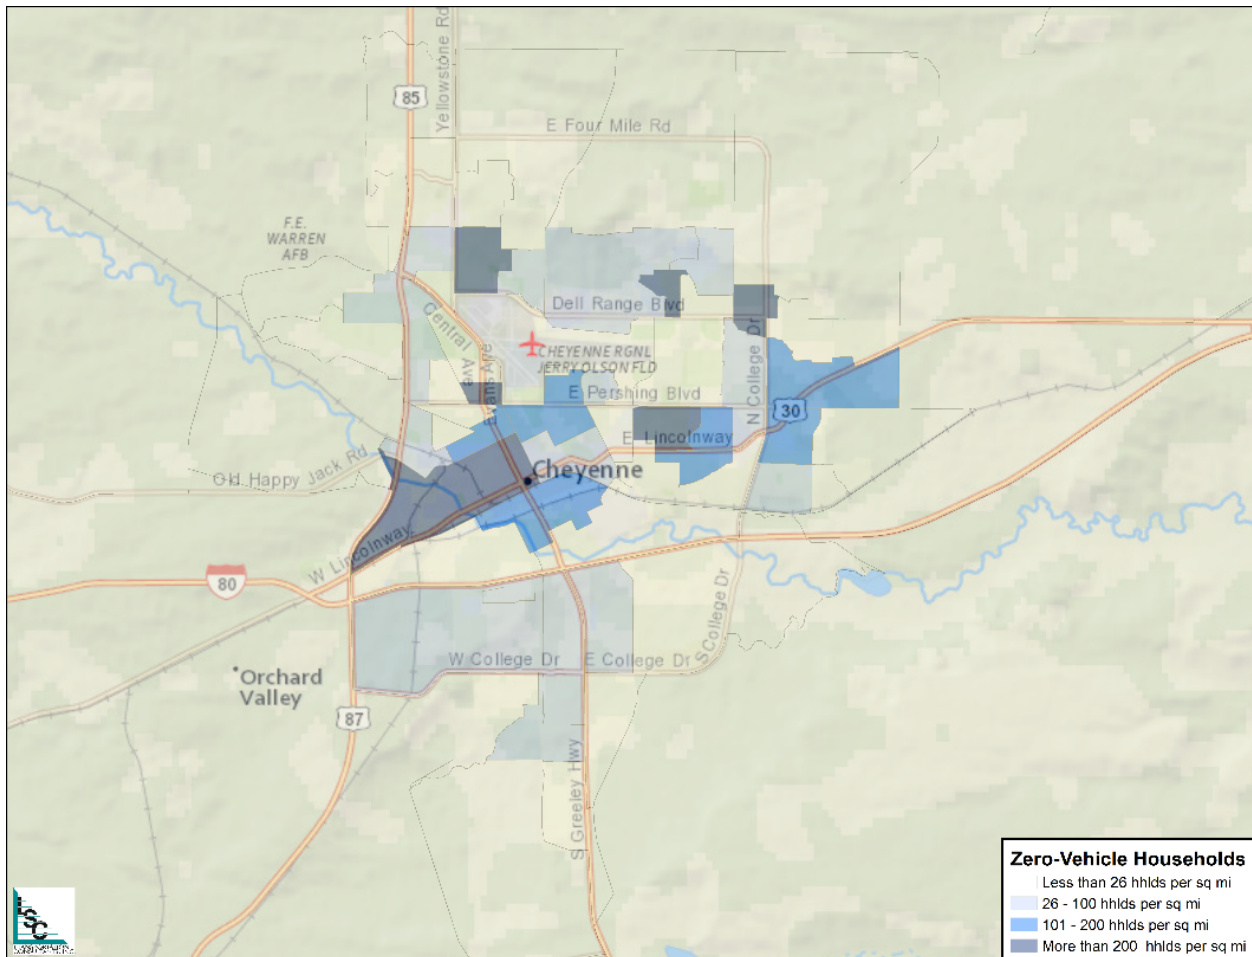 Yellowstone Rd
85
E Four Mile Rd
F.E.
WARREN
AFB
Dell Range Blvd
Central Ave
Evans Ave
CHEYENNE RGNL
JERRY OLSON FLD
N College Dr
E Pershing Blvd
30
E Lincolnway
Cheyenne
Old Happy Jack Rd
W Lincolnway
80
S College Dr
W College Dr
E College Dr
Orchard
Valley
87
S Greeley Hwy
LSC
Zero-Vehicle Households
Less than 26 hhlds per sq mi
26 - 100 hhlds per sq mi
101 - 200 hhlds per sq mi
More than 200 hhlds per sq mi